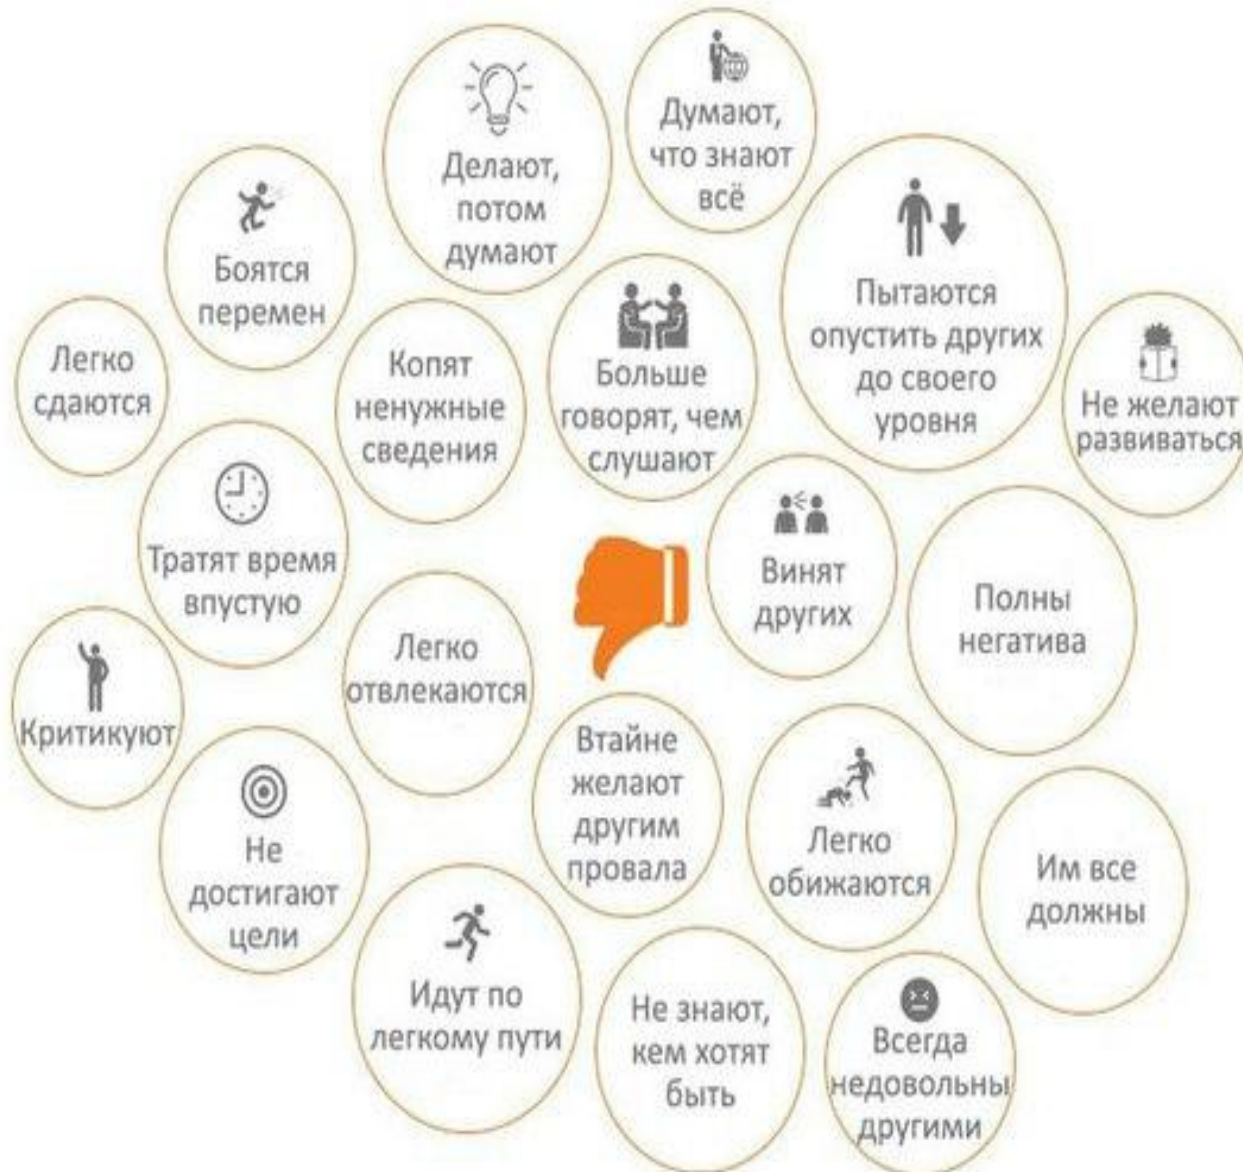 Думают,
что знают
всё
Делают,
потом
думают
Боятся
перемен
Пытаются
опустить других
до своего
уровня
Легко
сдаются
Копят
ненужные
сведения
Больше
говорят, чем
слушают
Не желают
развиваться
Тратят время
впустую
Винят
других
Полны
негатива
Легко
отвлекаются
Критикуют
Втайне
желают
другим
провала
Не
достигают
цели
Легко
обижаются
Им все
должны
Идут по
легкому пути
Не знают,
кем хотят
быть
Всегда
недовольны
другими